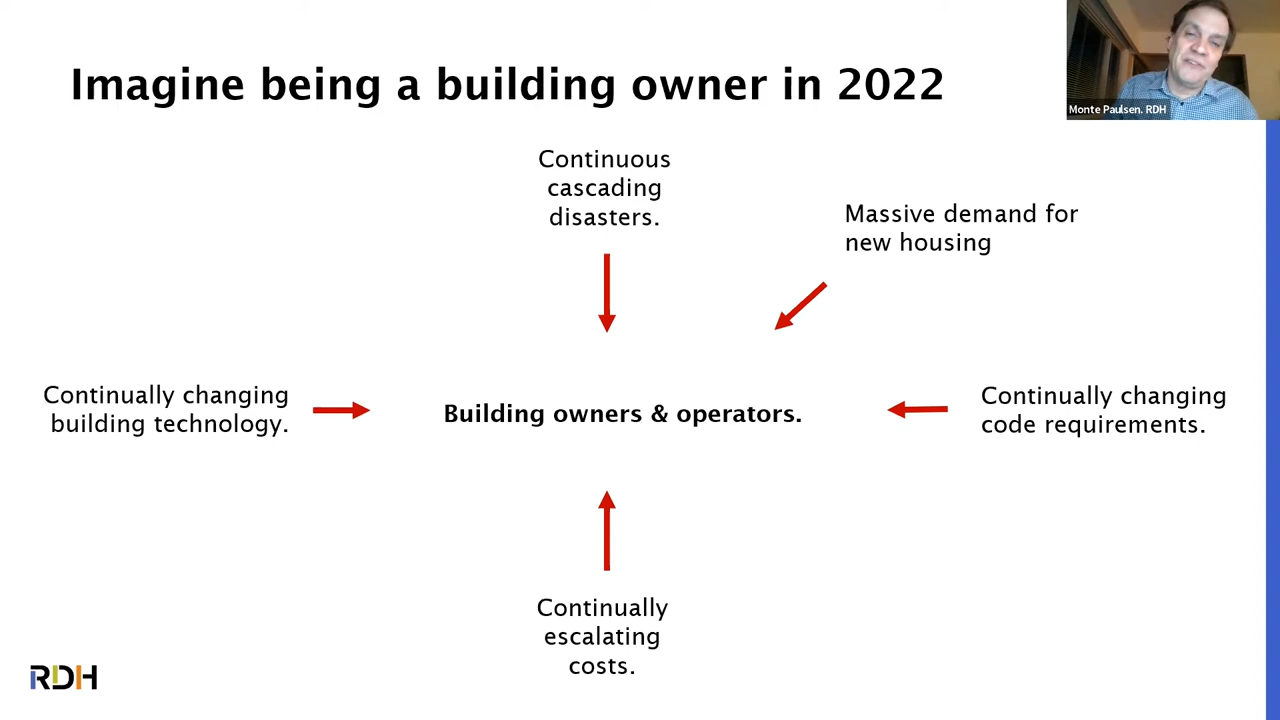 Imagine being a building owner in 2022
Monte Paulsen. RDH
Continuous
cascading
disasters.
Massive demand for
new housing
Continually changing
building technology.
Building owners & operators.
Continually changing
code requirements.
Continually
escalating
costs.
RDH